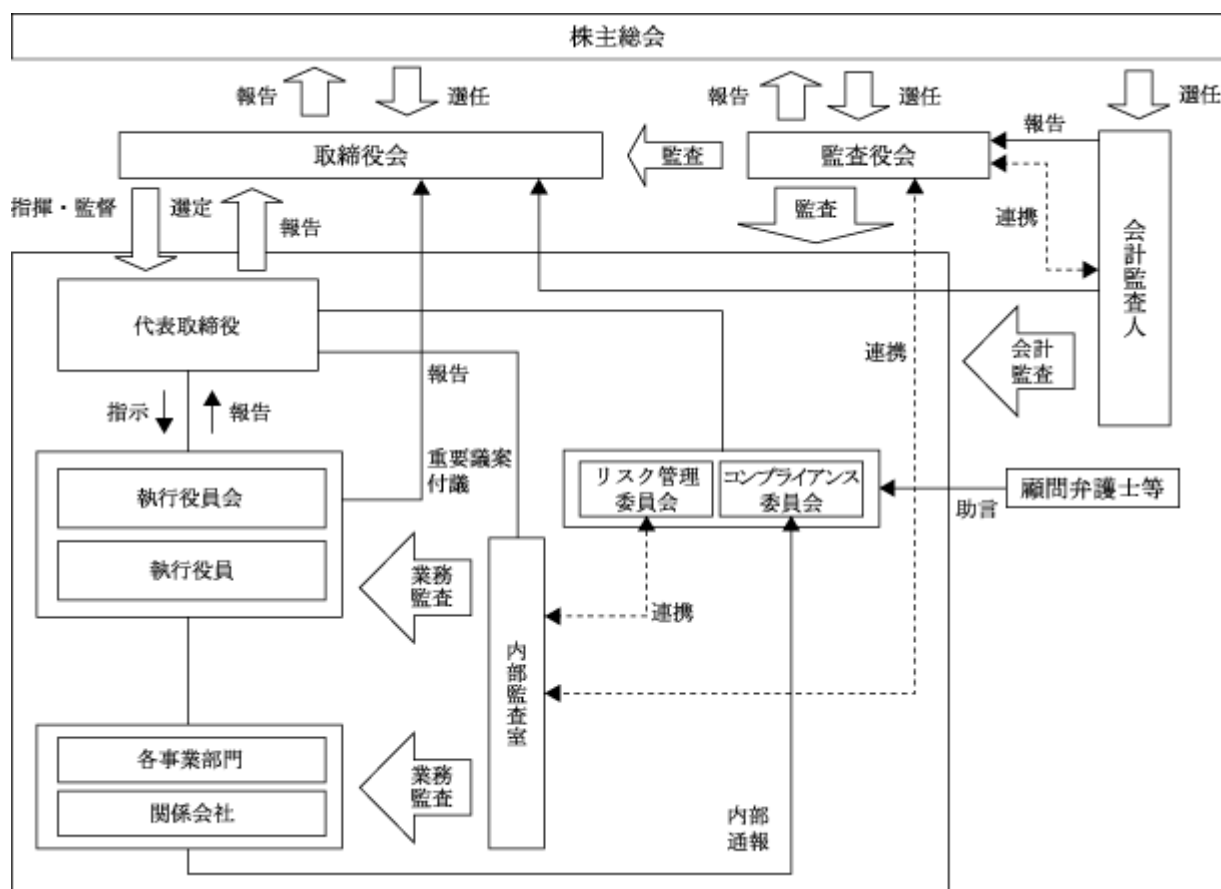 株主総会
報告
選任
報告
選任
選任
取締役会
監査
監査役会
報告
指揮・監督
選定
報告
監査
連携
会計監査人
代表取締役
会計
監査
連携
報告
指示
報告
重要議案
付議
執行役員会
執行役員
リスク管理
委員会
コンプライアンス
委員会
顧問弁護士等
助言
業務
監査
連携
内部監査室
各事業部門
関係会社
業務
監査
内部
通報